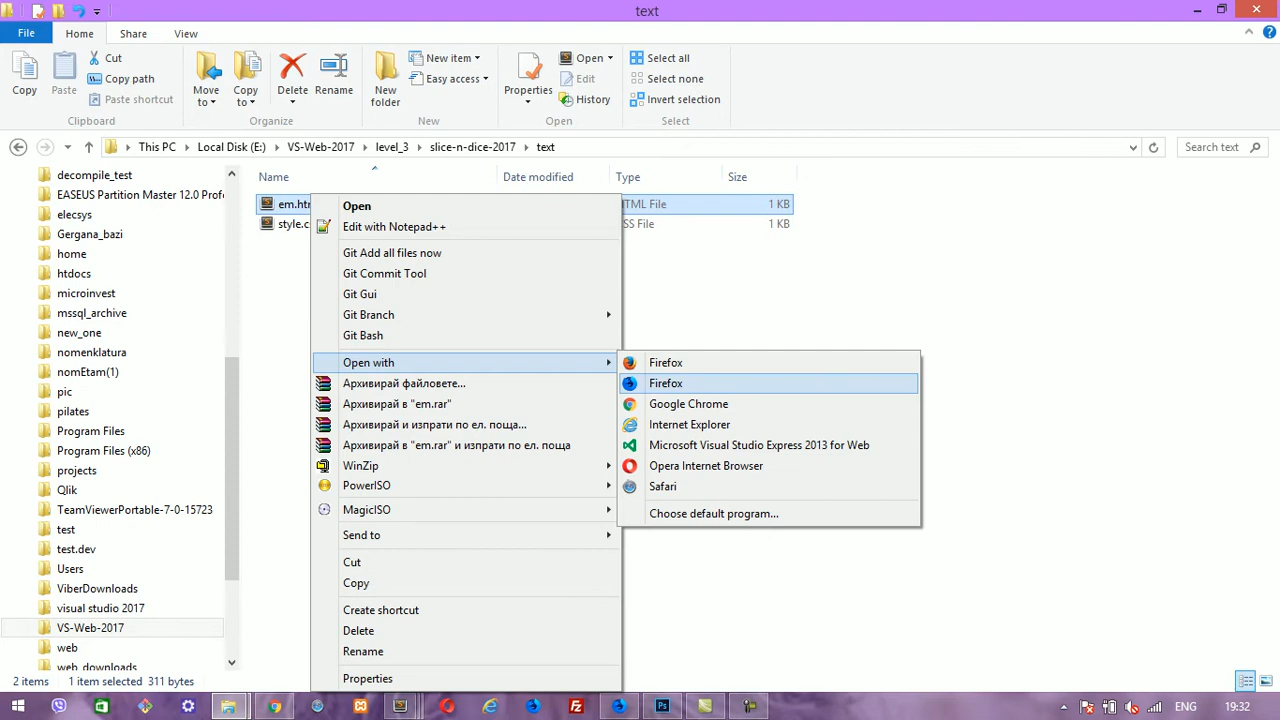 text
File Home Share View
Copy
Paste
Cut
Copy path
Paste shortcut
Clipboard
Move to
Copy to
Delete
Rename
Organize
New folder
New item
Easy access
New
Properties
Open
Edit
History
Open
Select all
Select none
Invert selection
Select
This PC Local Disk (E:) VS-Web-2017 level_3 slice-n-dice-2017 text
Search text
decompile_test
EASEUS Partition Master 12.0 Prof
elecsys
Gergana_bazi
home
htdocs
microinvest
mssql_archive
new_one
nomenklatura
nomEtam(1)
pic
pilates
Program Files
Program Files (x86)
projects
Qlik
TeamViewerPortable-7-0-15723
test
test.dev
Users
ViberDownloads
visual studio 2017
VS-Web-2017
web
web_downloads
Name Date modified Type Size
em.htm HTML File 1 KB
style.c SS File 1 KB
Open
Edit with Notepad++
Git Add all files now
Git Commit Tool
Git Gui
Git Branch
Git Bash
Open with
Архивирай файловете...
Архивирай в "em.rar"
Архивирай и изпрати по ел. поща...
Архивирай в "em.rar" и изпрати по ел. поща
WinZip
PowerISO
MagicISO
Send to
Cut
Copy
Create shortcut
Delete
Rename
Properties
Firefox
Firefox
Google Chrome
Internet Explorer
Microsoft Visual Studio Express 2013 for Web
Opera Internet Browser
Safari
Choose default program...
2 items 1 item selected 311 bytes
ENG 19:32